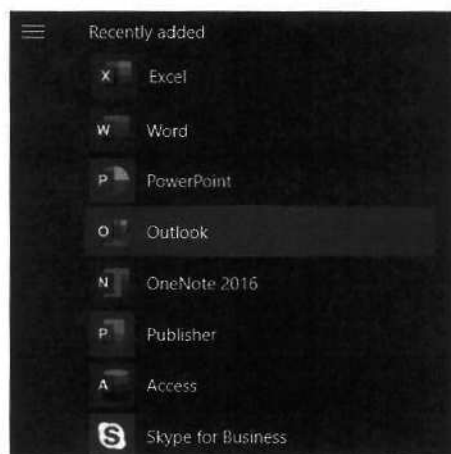 Recently added
X Excel
W Word
P PowerPoint
O Outlook
N OneNote 2016
P Publisher
A Access
S Skype for Business